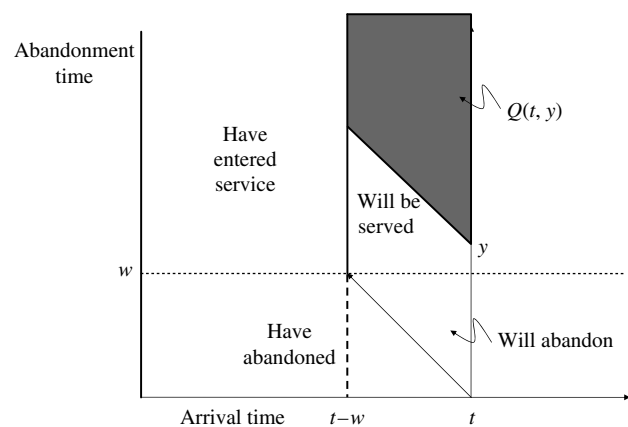 Abandonment
time
Q(t, y)
Have
entered
service
Will be
served
y
w
Have
abandoned
Will abandon
Arrival time
t–w
t